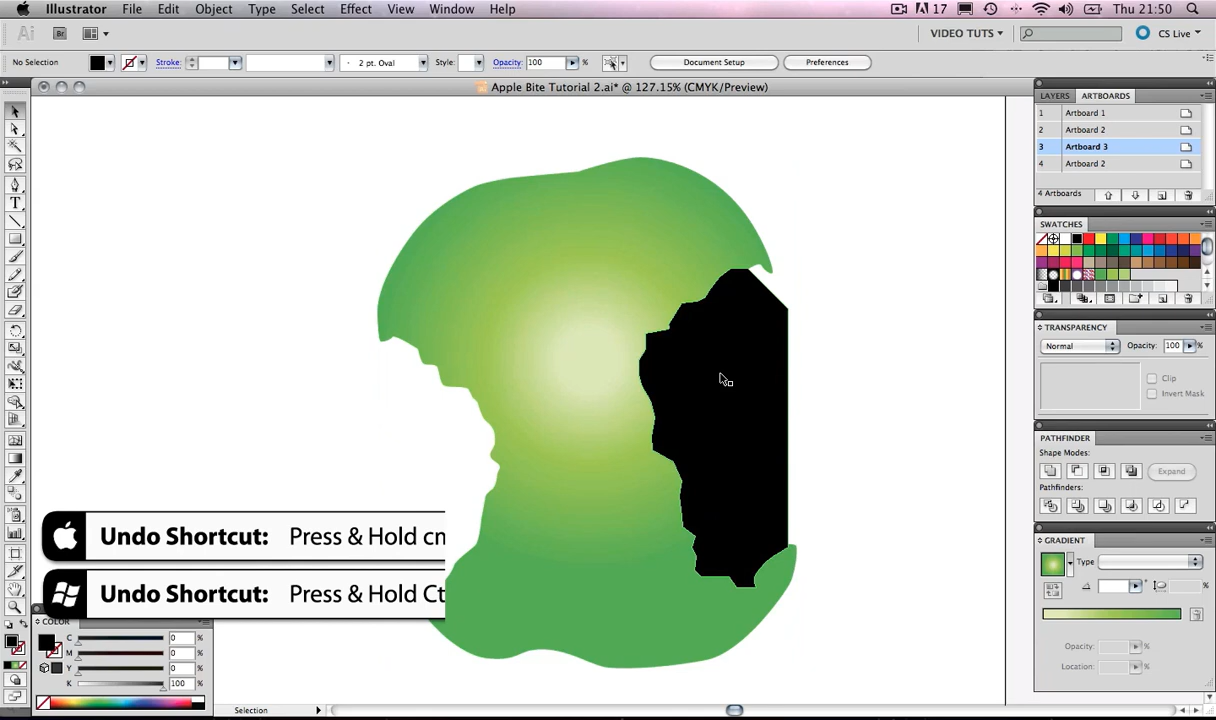 Illustrator File Edit Object Type Select Effect View Window Help
17 Thu 21:50
Ai Br VIDEO TUTS CS Live
No Selection Stroke: 2 pt. Oval Style: Opacity: 100 % Document Setup Preferences
Apple Bite Tutorial 2.ai* @ 127.15% (CMYK/Preview)
LAYERS ARTBOARDS
1 Artboard 1
2 Artboard 2
3 Artboard 3
4 Artboard 2
4 Artboards
SWATCHES
TRANSPARENCY
Normal Opacity: 100 %
Clip
Invert Mask
PATHFINDER
Shape Modes:
Expand
Pathfinders:
GRADIENT
Type
%
Opacity: %
Location: %
Undo Shortcut: Press & Hold cm
Undo Shortcut: Press & Hold Ct
COLOR
C 0 %
M 0 %
Y 0 %
K 100 %
Selection